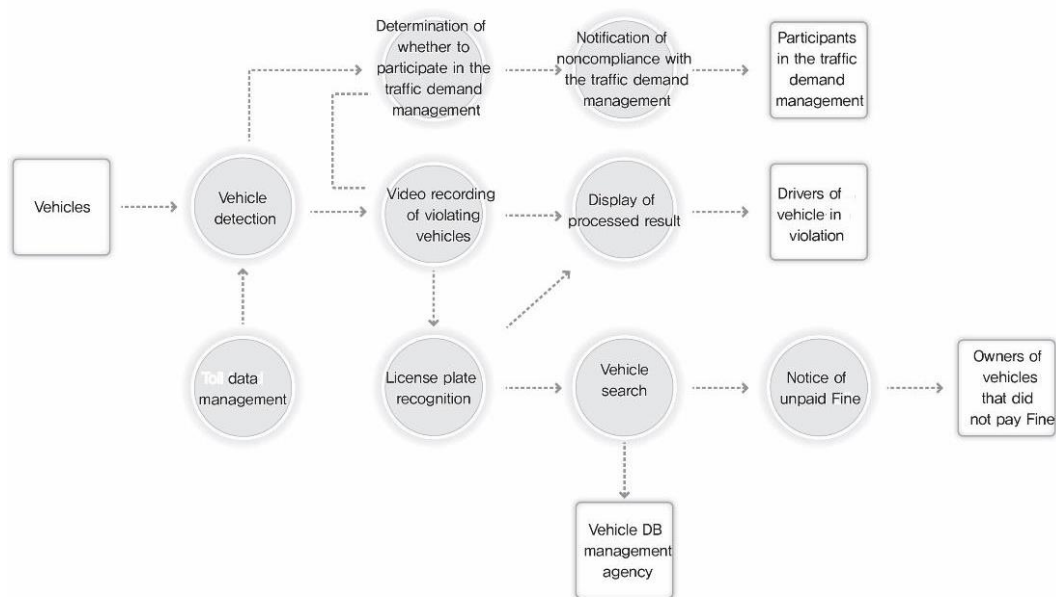 Determination of
whether to
participate in the
traffic demand
management
Notification of
noncompliance with
the traffic demand
management
Participants
in the traffic
demand
management
Vehicles
Vehicle
detection
Video recording
of violating
vehicles
Display of
processed result
Drivers of
vehicle in
violation
Toll data
management
License plate
recognition
Vehicle
search
Notice of
unpaid Fine
Owners of
vehicles
that did
not pay Fine
Vehicle DB
management
agency